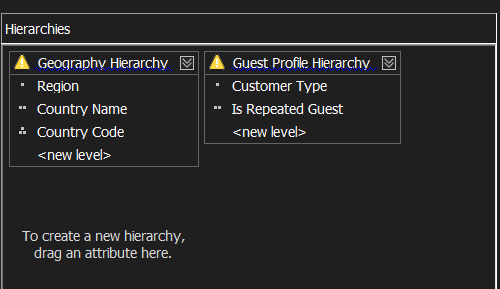 Hierarchies
Geography Hierarchy
Region
Country Name
Country Code
<new level>
Guest Profile Hierarchy
Customer Type
Is Repeated Guest
<new level>
To create a new hierarchy,
drag an attribute here.